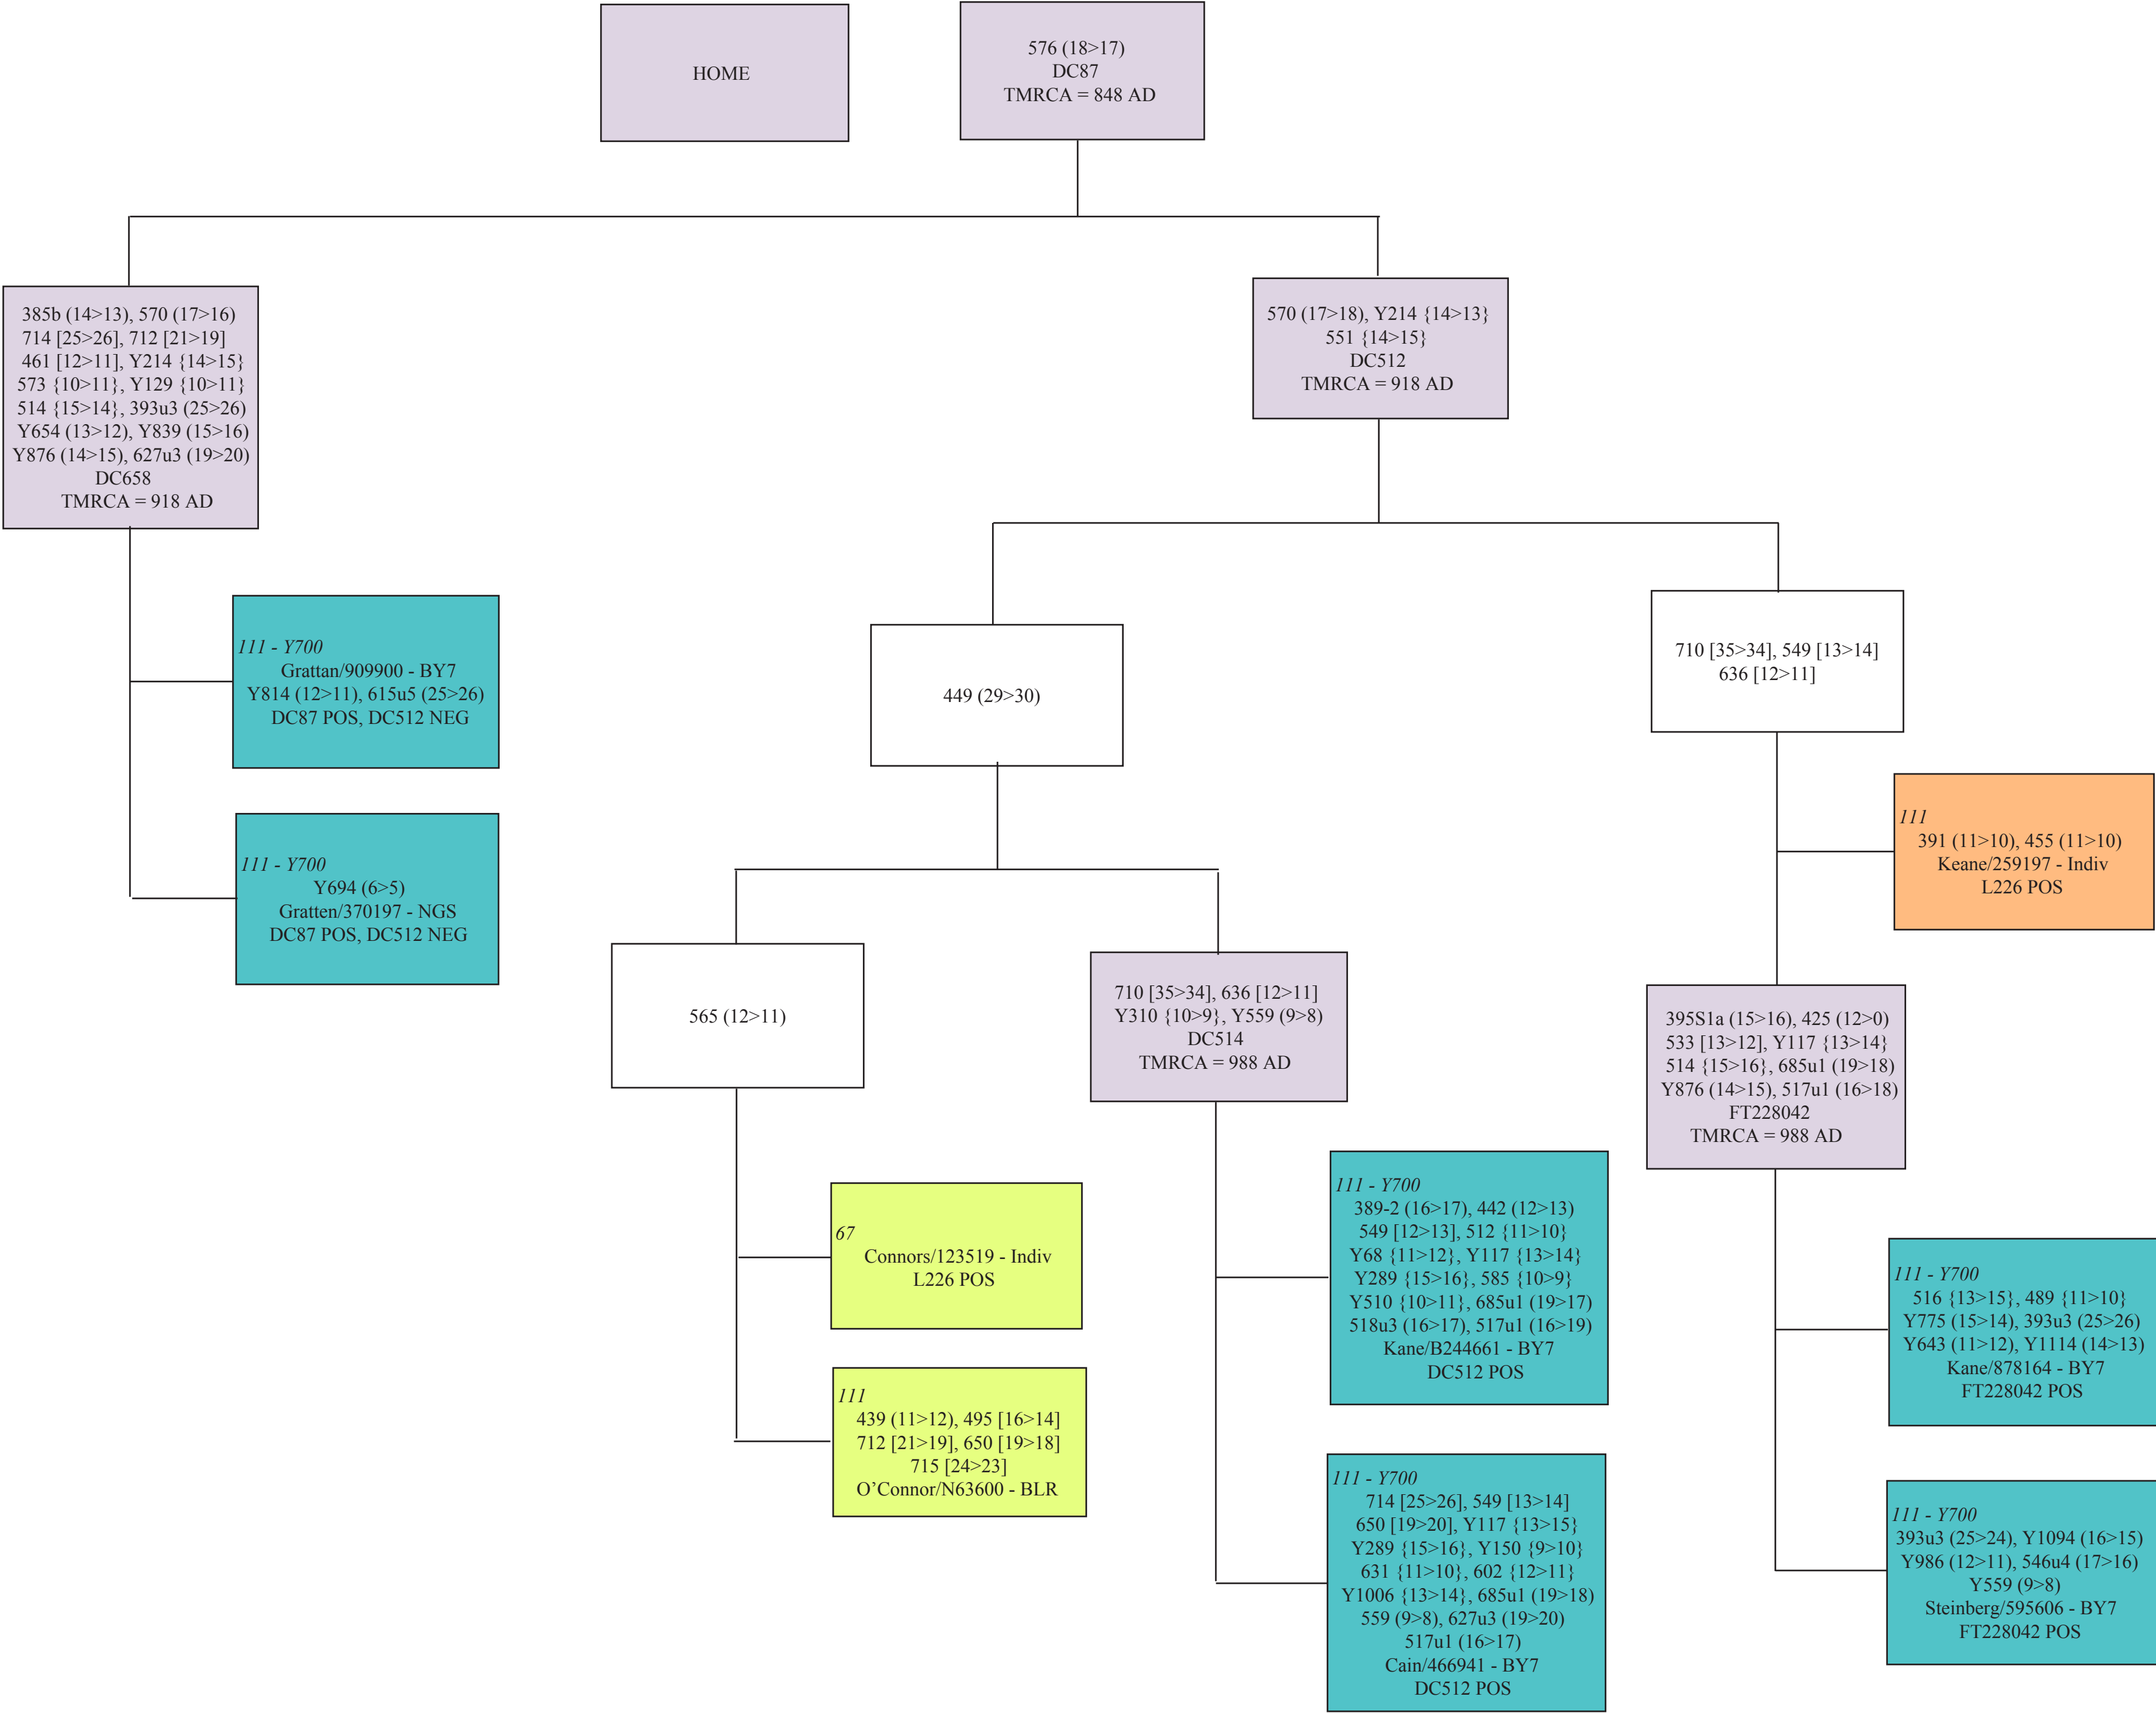 HOME
576 (18>17)
DC87
TMRCA = 848 AD
385b (14>13), 570 (17>16)
714 [25>26], 712 [21>19]
461 [12>11], Y214 {14>15}
573 {10>11}, Y129 {10>11}
514 {15>14}, 393u3 (25>26)
Y654 (13>12), Y839 (15>16)
Y876 (14>15), 627u3 (19>20)
DC658
TMRCA = 918 AD
570 (17>18), Y214 {14>13}
551 {14>15}
DC512
TMRCA = 918 AD
111 - Y700
Grattan/909900 - BY7
Y814 (12>11), 615u5 (25>26)
DC87 POS, DC512 NEG
111 - Y700
Y694 (6>5)
Gratten/370197 - NGS
DC87 POS, DC512 NEG
449 (29>30)
710 [35>34], 549 [13>14]
636 [12>11]
111
391 (11>10), 455 (11>10)
Keane/259197 - Indiv
L226 POS
565 (12>11)
710 [35>34], 636 [12>11]
Y310 {10>9}, Y559 (9>8)
DC514
TMRCA = 988 AD
395S1a (15>16), 425 (12>0)
533 [13>12], Y117 {13>14}
514 {15>16}, 685u1 (19>18)
Y876 (14>15), 517u1 (16>18)
FT228042
TMRCA = 988 AD
67
Connors/123519 - Indiv
L226 POS
111
439 (11>12), 495 [16>14]
712 [21>19], 650 [19>18]
715 [24>23]
O’Connor/N63600 - BLR
111 - Y700
389-2 (16>17), 442 (12>13)
549 [12>13], 512 {11>10}
Y68 {11>12}, Y117 {13>14}
Y289 {15>16}, 585 {10>9}
Y510 {10>11}, 685u1 (19>17)
518u3 (16>17), 517u1 (16>19)
Kane/B244661 - BY7
DC512 POS
111 - Y700
714 [25>26], 549 [13>14]
650 [19>20], Y117 {13>15}
Y289 {15>16}, Y150 {9>10}
631 {11>10}, 602 {12>11}
Y1006 {13>14}, 685u1 (19>18)
559 (9>8), 627u3 (19>20)
517u1 (16>17)
Cain/466941 - BY7
DC512 POS
111 - Y700
516 {13>15}, 489 {11>10}
Y775 (15>14), 393u3 (25>26)
Y643 (11>12), Y1114 (14>13)
Kane/878164 - BY7
FT228042 POS
111 - Y700
393u3 (25>24), Y1094 (16>15)
Y986 (12>11), 546u4 (17>16)
Y559 (9>8)
Steinberg/595606 - BY7
FT228042 POS